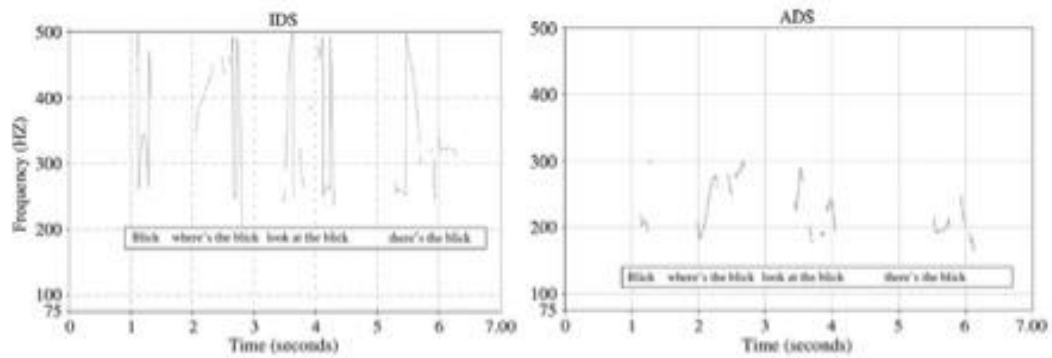 IDS
500
400
Frequency (HZ)
300
200
Blick where's the blick look at the blick there's the blick
100
75
0 1 2 3 4 5 6 7.00
Time (seconds)
ADS
500
400
300
200
Blick where's the blick look at the blick there's the blick
100
75
0 1 2 3 4 5 6 7.00
Time (seconds)